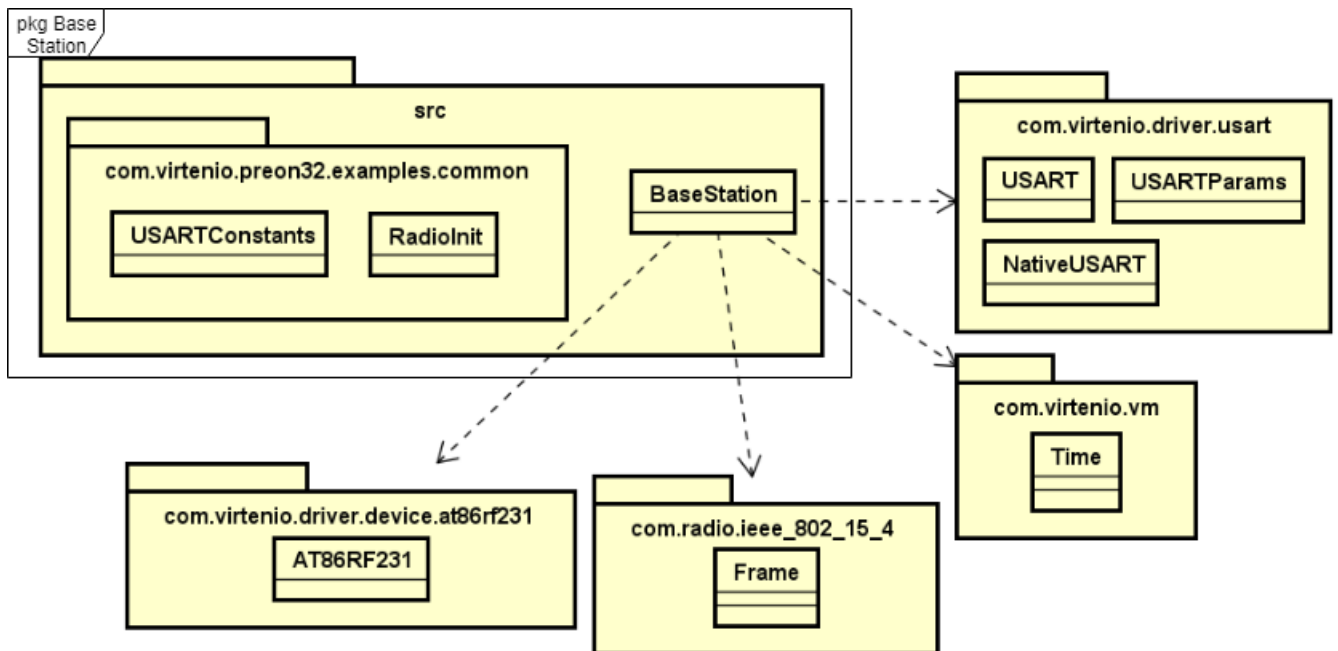 pkg Base
Station
src
com.virtenio.preon32.examples.common
USARTConstants
RadioInit
BaseStation
com.virtenio.driver.usart
USART
USARTParams
NativeUSART
com.virtenio.vm
Time
com.virtenio.driver.device.at86rf231
AT86RF231
com.radio.ieee_802_15_4
Frame